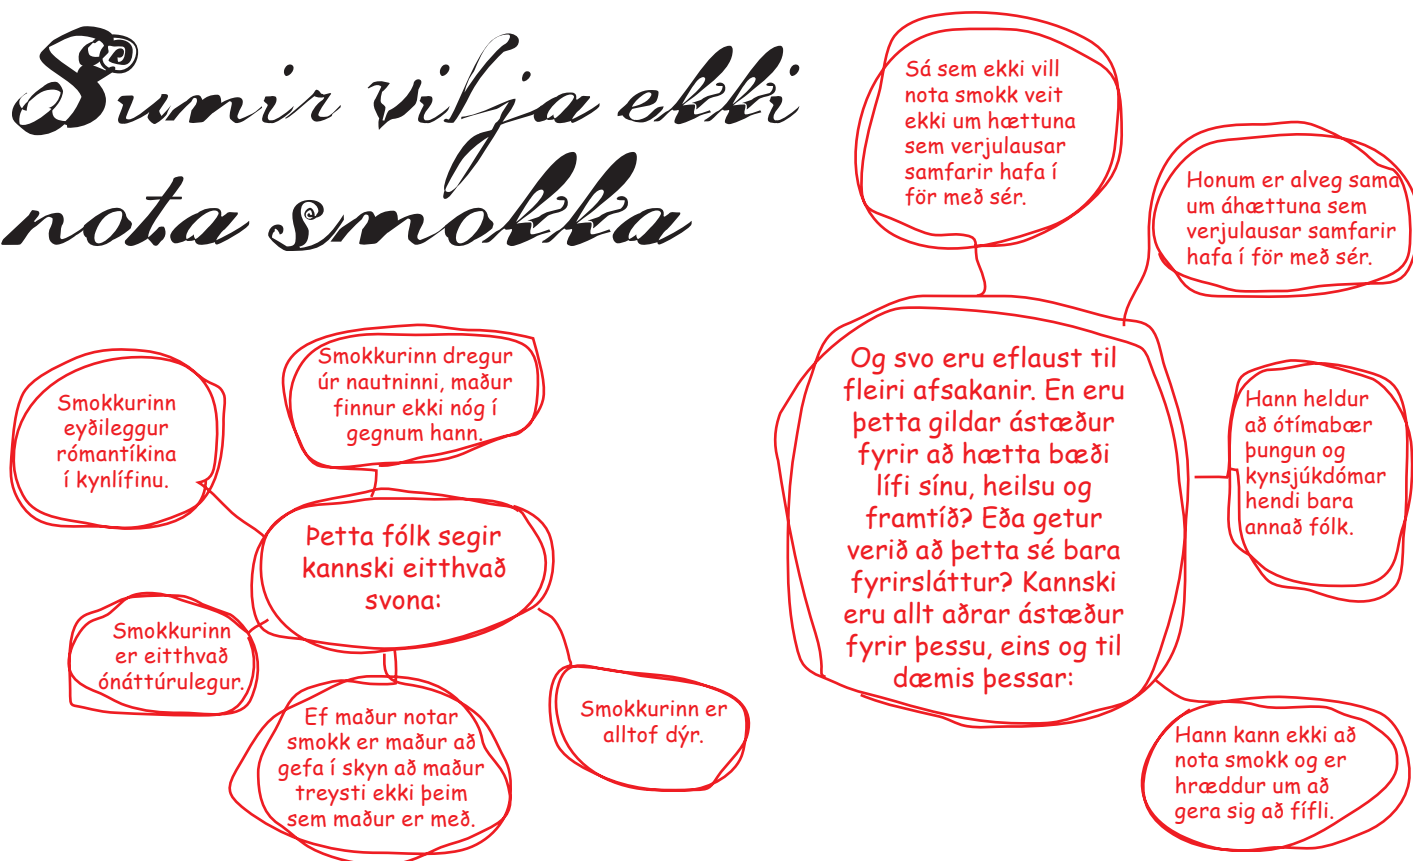 Sumir vilja ekki
nota smokka
Smokkurinn
eyðileggur
rómantíkina
í kynlífinu.
Smokkurinn dregur
úr nautninni, maður
finnur ekki nóg í
gegnum hann.
Þetta fólk segir
kannski eitthvað
svona:
Smokkurinn
er eitthvað
ónáttúrulegur.
Ef maður notar
smokk er maður að
gefa í skyn að maður
treysti ekki þeim
sem maður er með.
Smokkurinn er
alltof dýr.
Sá sem ekki vill
nota smokk veit
ekki um hættuna
sem verjulausar
samfarir hafa í
för með sér.
Honum er alveg sama
um áhættuna sem
verjulausar samfarir
hafa í för með sér.
Og svo eru eflaust til
fleiri afsakanir. En eru
þetta gildar ástæður
fyrir að hætta bæði
lífi sínu, heilsu og
framtíð? Eða getur
verið að þetta sé bara
fyrirsláttur? Kannski
eru allt aðrar ástæður
fyrir þessu, eins og til
dæmis þessar:
Hann heldur
að ótímabær
þungun og
kynsjúkdómar
hendi bara
annað fólk.
Hann kann ekki að
nota smokk og er
hræddur um að
gera sig að fífli.